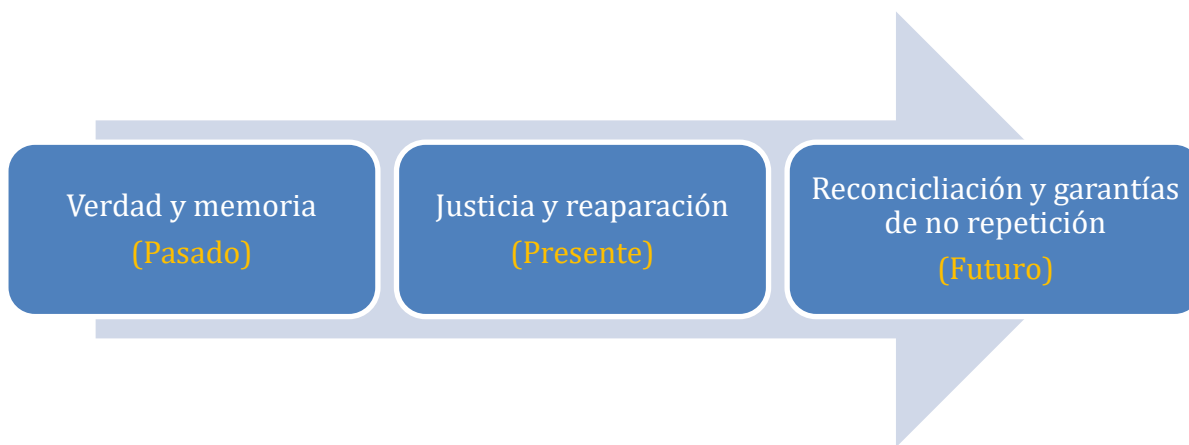 Verdad y memoria
(Pasado)
Justicia y reaparación
(Presente)
Reconcicliación y garantías
de no repetición
(Futuro)